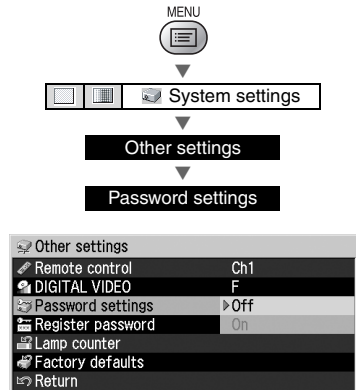 MENU
System settings
Other settings
Password settings
Other settings
Remote control Ch1
DIGITAL VIDEO F
Password settings Off
Register password On
Lamp counter
Factory defaults
Return